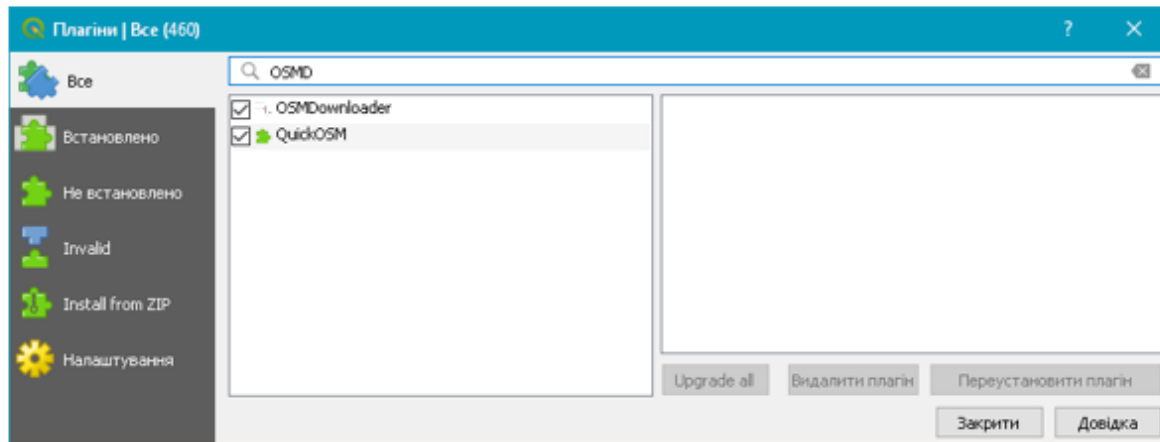 Плагіни | Все (460)
?
Все
OSMD
OSMDownloader
QuickOSM
Встановлено
Не встановлено
Invalid
Install from ZIP
Налаштування
Upgrade all
Видалити плагін
Переустановити плагін
Закрити
Довідка